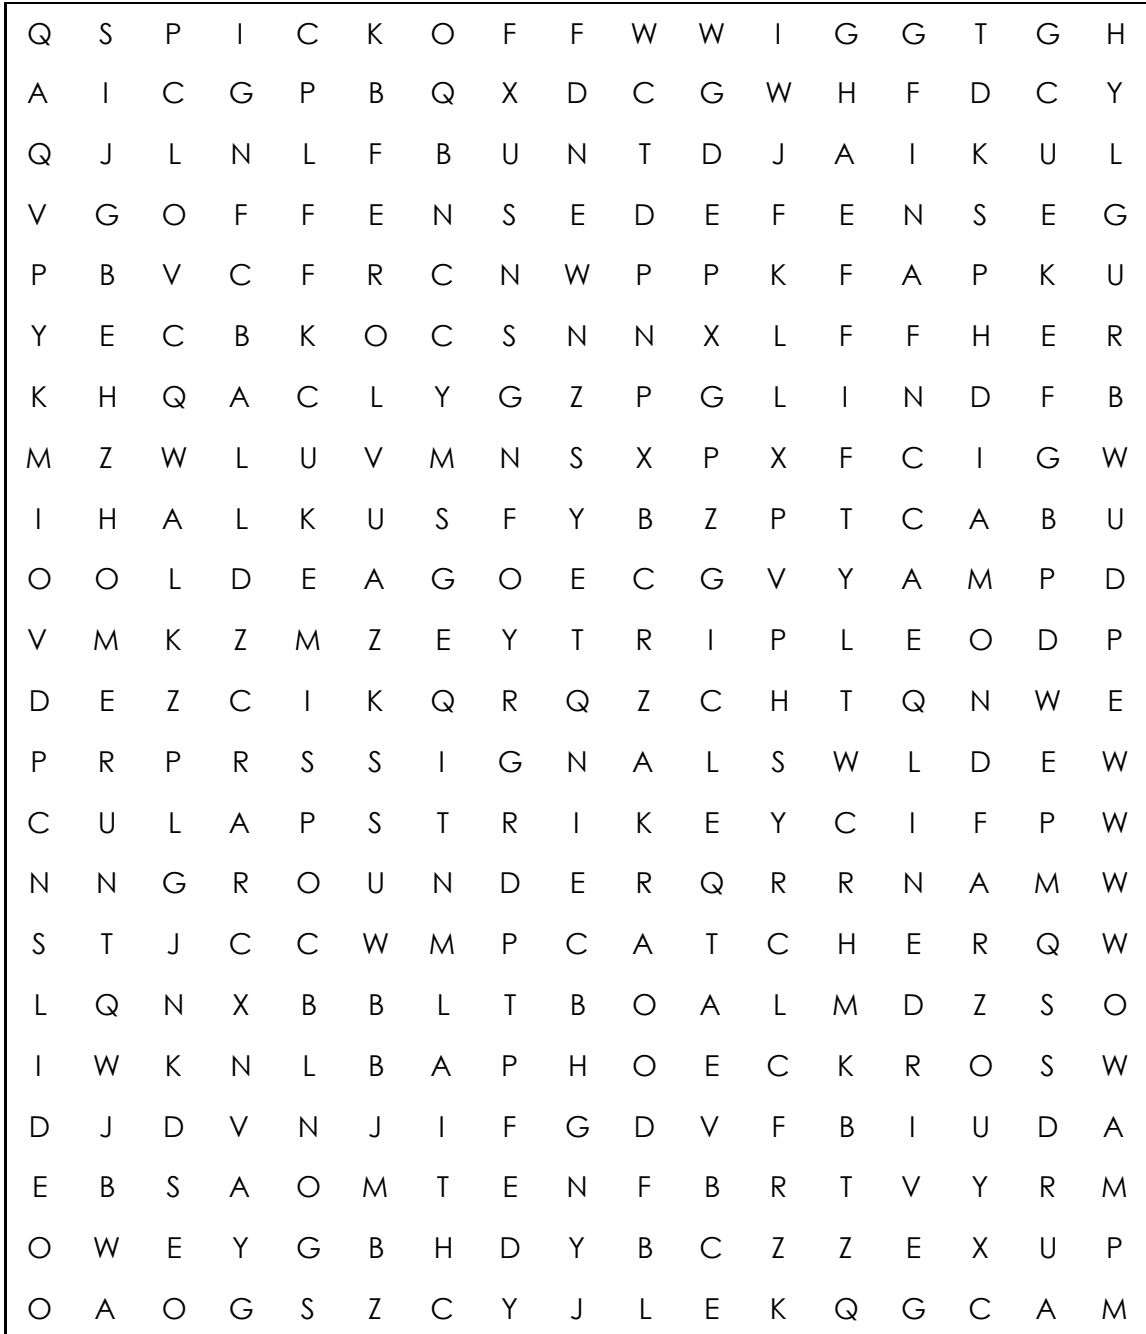 Q S P I C K O F F W W I G G T G H
A I C G P B Q X D C G W H F D C Y
Q J L N L F B U N T D J A I K U L
V G O F F E N S E D E F E N S E G
P B V C F R C N W P P K F A P K U
Y E C B K O C S N N X L F F H E R
K H Q A C L Y G Z P G L I N D F B
M Z W L U V M N S X P X F C I G W
I H A L K U S F Y B Z P T C A B U
O O L D E A G O E C G V Y A M P D
V M K Z M Z E Y T R I P L E O D P
D E Z C I K Q R Q Z C H T Q N W E
P R P R S S I G N A L S W L D E W
C U L A P S T R I K E Y C I F P W
N N G R O U N D E R Q R R N A M W
S T J C C W M P C A T C H E R Q W
L Q N X B B L T B O A L M D Z S O
I W K N L B A P H O E C K R O S W
D J D V N J I F G D V F B I U D A
E B S A O M T E N F B R T V Y R M
O W E Y G B H D Y B C Z Z E X U P
O A O G S Z C Y J L E K Q G C A M